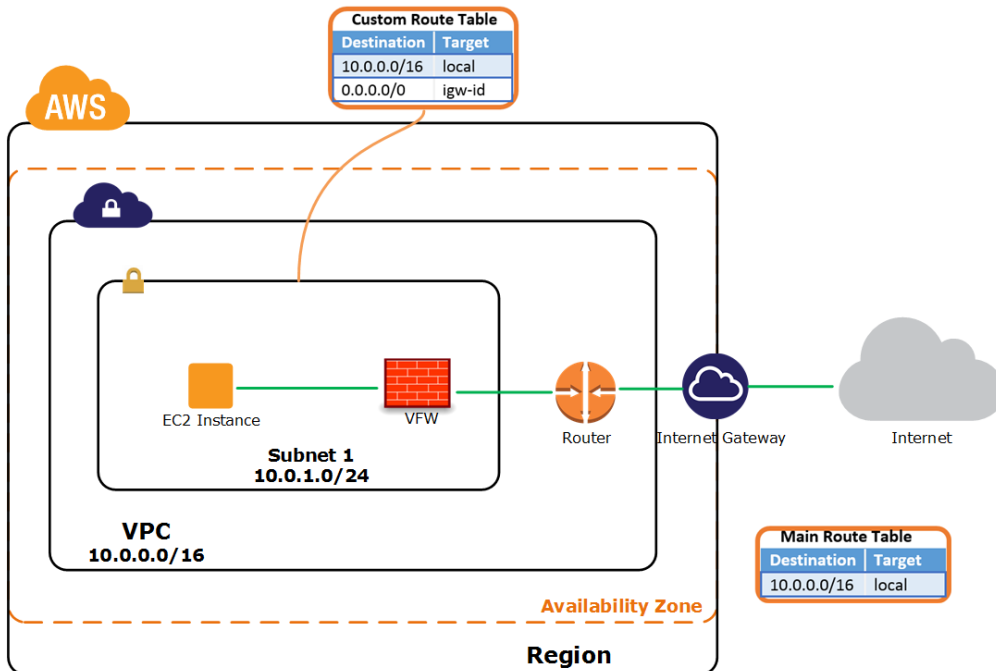 Custom Route Table
Destination Target
10.0.0.0/16 local
0.0.0.0/0 igw-id
AWS
EC2 Instance
VFW
Subnet 1
10.0.1.0/24
Router
Internet Gateway
Internet
VPC
10.0.0.0/16
Main Route Table
Destination Target
10.0.0.0/16 local
Availability Zone
Region